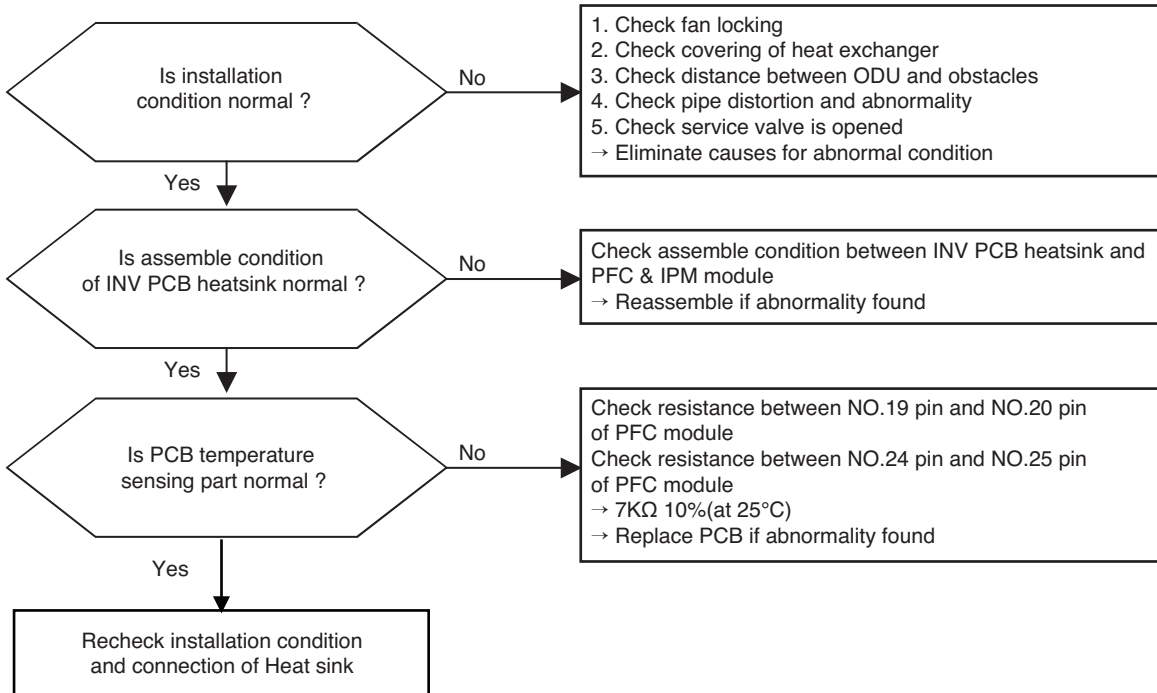 Is installation
condition normal ?
No
1. Check fan locking
2. Check covering of heat exchanger
3. Check distance between ODU and obstacles
4. Check pipe distortion and abnormality
5. Check service valve is opened
→ Eliminate causes for abnormal condition
Yes
Is assemble condition
of INV PCB heatsink normal ?
No
Check assemble condition between INV PCB heatsink and
PFC & IPM module
→ Reassemble if abnormality found
Yes
Is PCB temperature
sensing part normal ?
No
Check resistance between NO.19 pin and NO.20 pin
of PFC module
Check resistance between NO.24 pin and NO.25 pin
of PFC module
→ 7KΩ 10%(at 25°C)
→ Replace PCB if abnormality found
Yes
Recheck installation condition
and connection of Heat sink